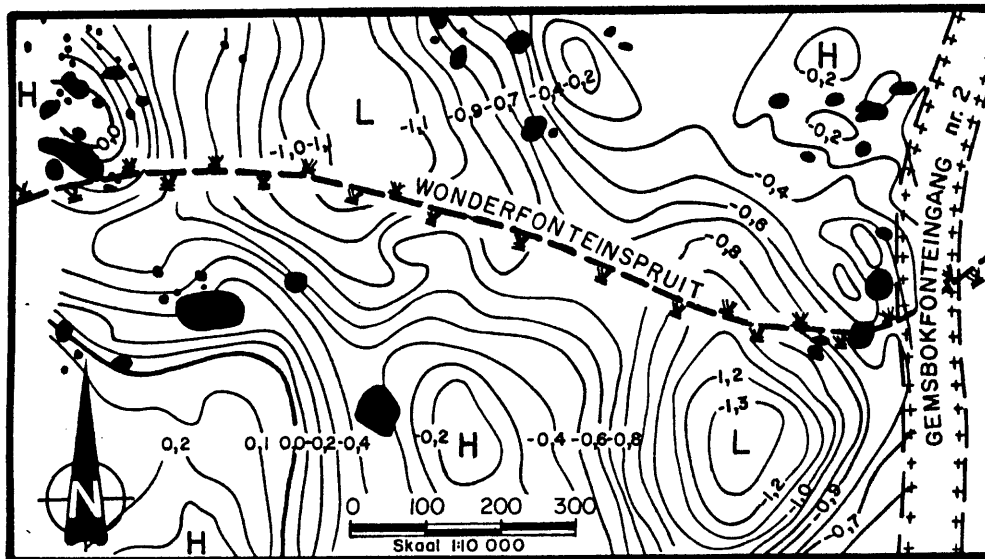 H
0,0
L
-1,0-1,1
-1,1
-0,9-0,7-0,4-0,2
H
-0,2
-0,2
-0,4
-0,6
-0,8
WONDERFONTEINSPRUIT
GEMSBOKFONTEINGANG nr. 2
0,2
0,1
0,0-0,2-0,4
-0,2
H
-0,4-0,6-0,8
1,2
-1,3
L
-1,2
-1,0
-0,9
-0,7
N
H
0 100 200 300
Skaal 1:10 000